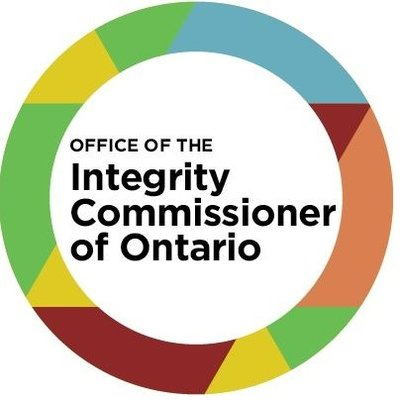 OFFICE OF THE
Integrity
Commissioner
of Ontario